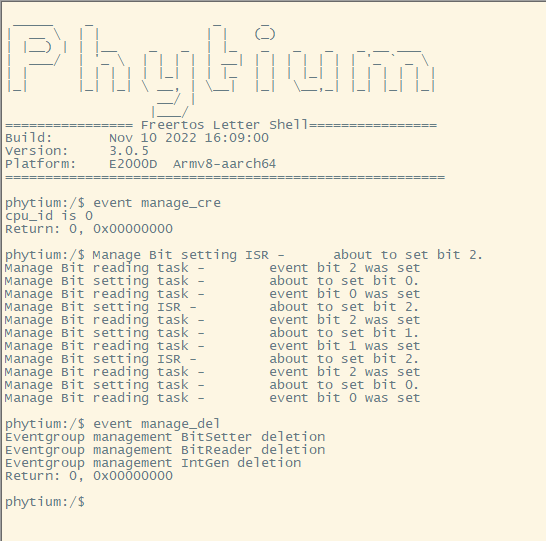 Phytium
================ Freertos Letter Shell================
Build:       Nov 10 2022 16:09:00
Version:     3.0.5
Platform:    E2000D  Armv8-aarch64
=======================================================
phytium:/$ event manage_cre
cpu_id is 0
Return: 0, 0x00000000
phytium:/$ Manage Bit setting ISR -      about to set bit 2.
Manage Bit reading task -        event bit 2 was set
Manage Bit setting task -        about to set bit 0.
Manage Bit reading task -        event bit 0 was set
Manage Bit setting ISR -         about to set bit 2.
Manage Bit reading task -        event bit 2 was set
Manage Bit setting task -        about to set bit 1.
Manage Bit reading task -        event bit 1 was set
Manage Bit setting ISR -         about to set bit 2.
Manage Bit reading task -        event bit 2 was set
Manage Bit setting task -        about to set bit 0.
Manage Bit reading task -        event bit 0 was set
phytium:/$ event manage_del
Eventgroup management BitSetter deletion
Eventgroup management BitReader deletion
Eventgroup management IntGen deletion
Return: 0, 0x00000000
phytium:/$